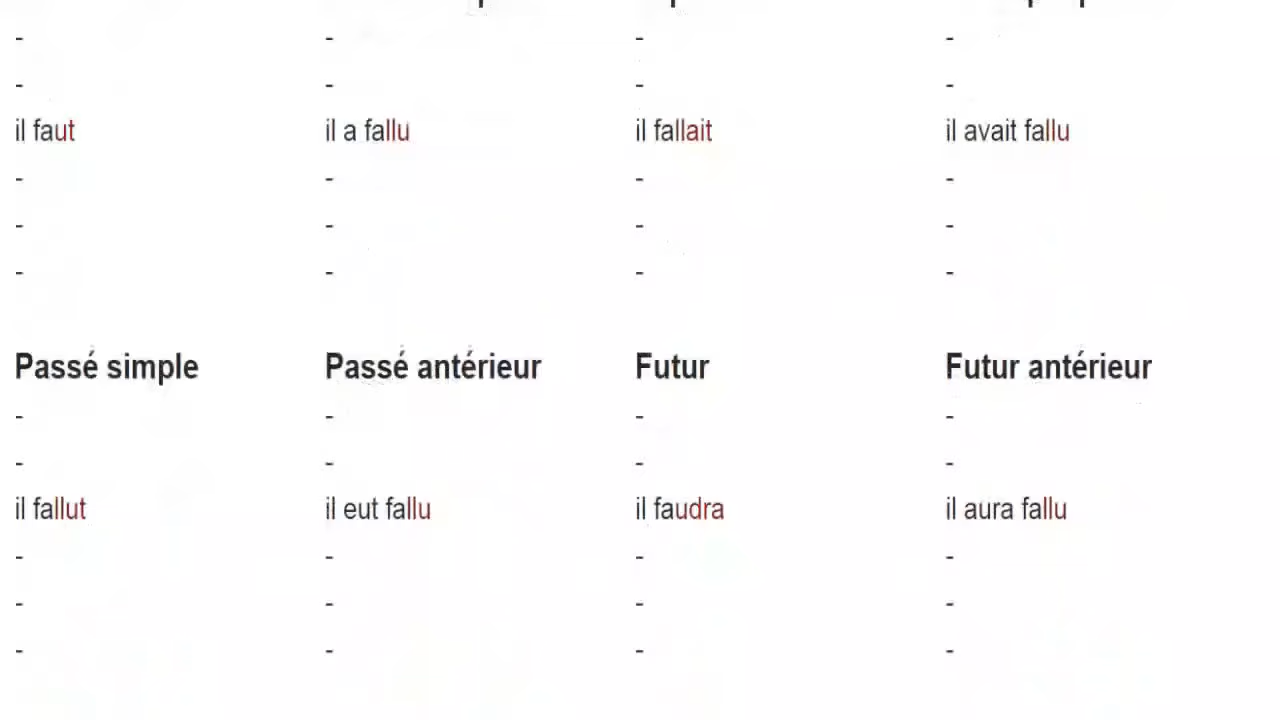 - - - -
- - - -
il faut il a fallu il fallait il avait fallu
- - - -
- - - -
- - - -
Passé simple Passé antérieur Futur Futur antérieur
- - - -
- - - -
il fallut il eut fallu il faudra il aura fallu
- - - -
- - - -
- - - -